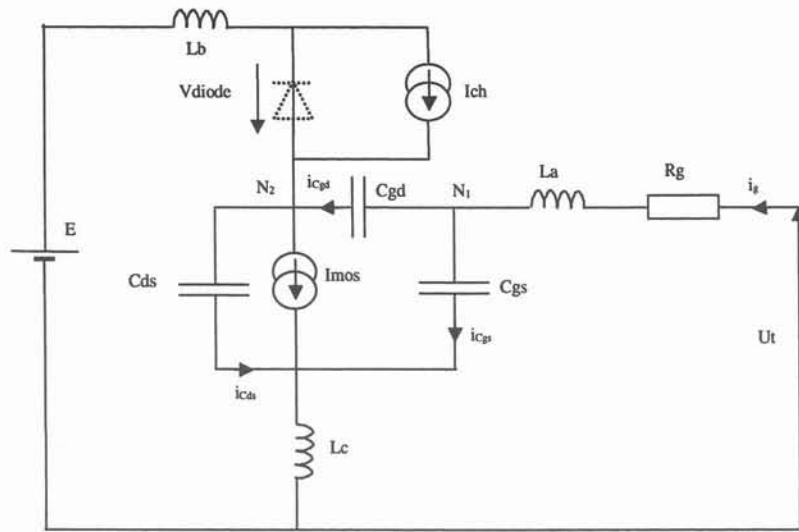 Lb
Vdiode
Ich
N2
iCgd
Cgd
N1
La
Rg
ig
E
Cds
Imos
Cgs
iCgs
Ut
iCds
Lc